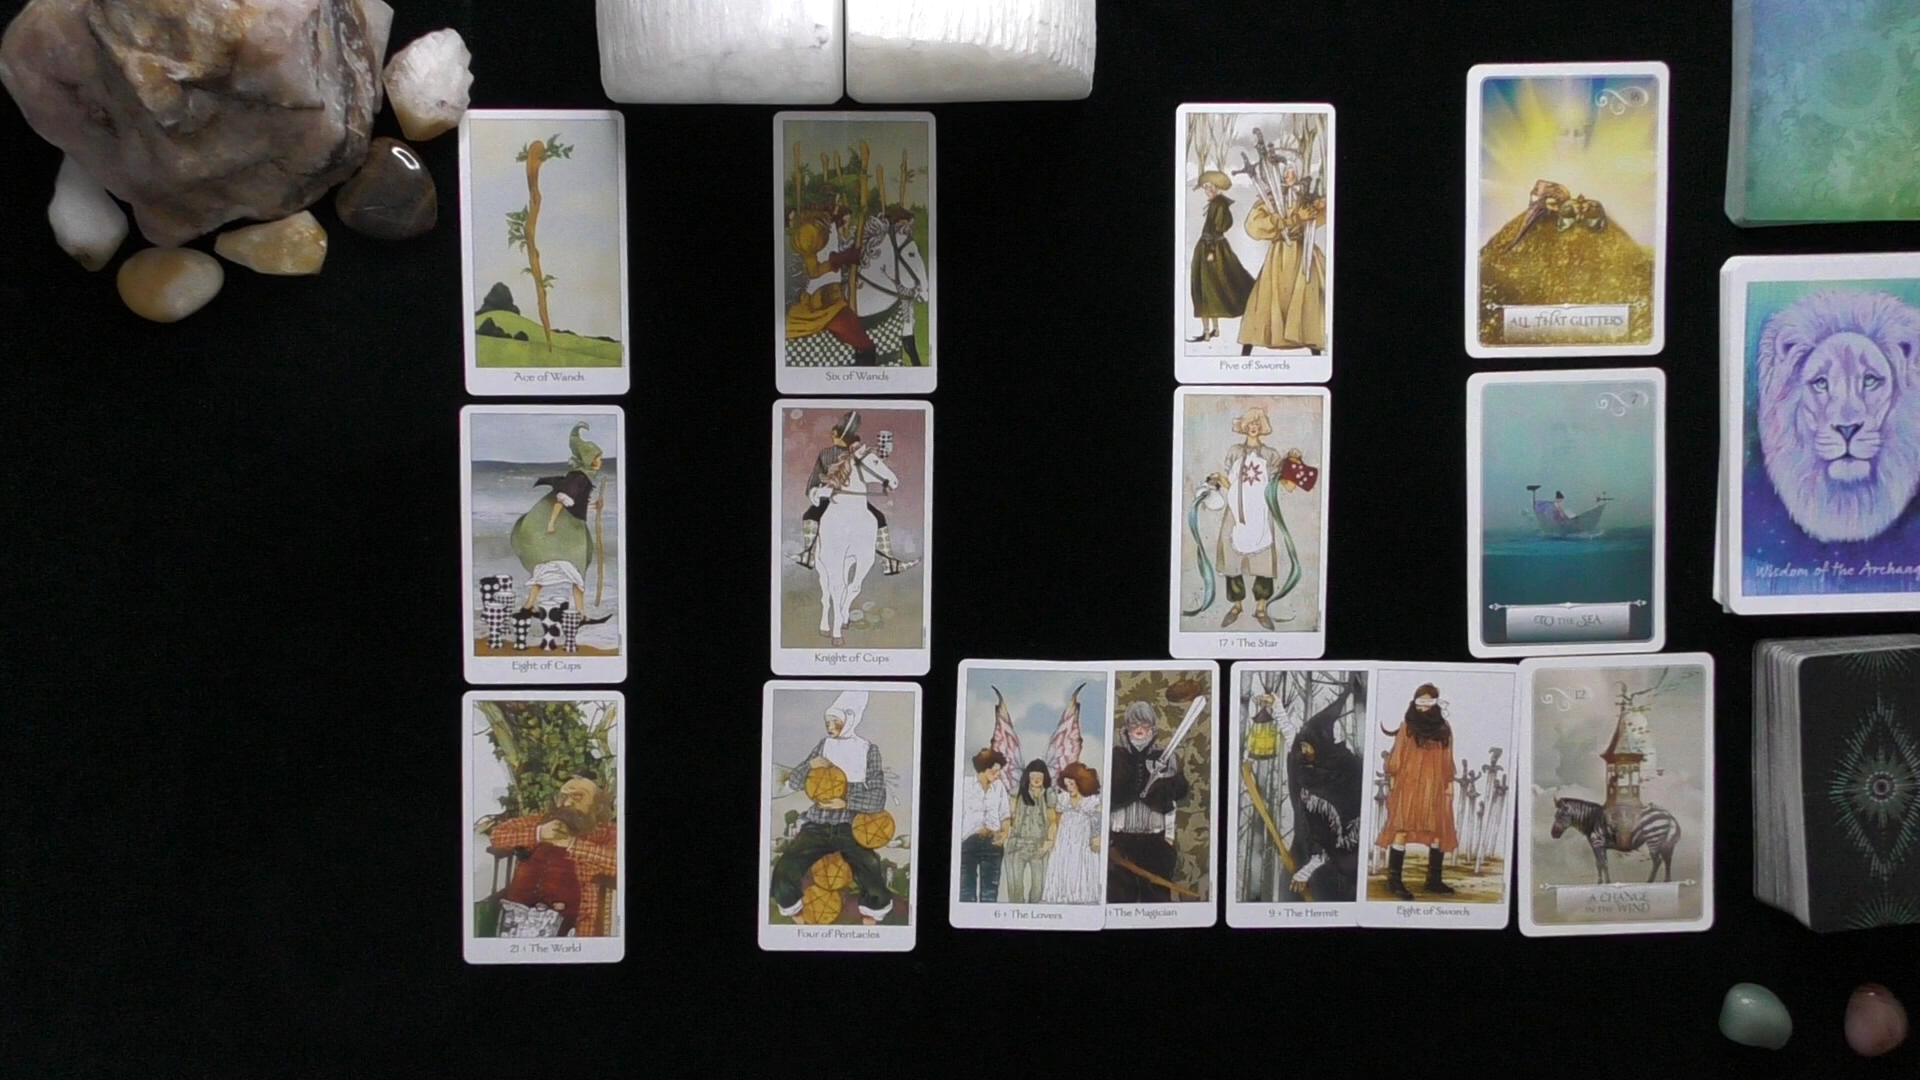 Ace of Wands
Six of Wands
Five of Swords
ALL THAT GLITTERS
Eight of Cups
Knight of Cups
17 : The Star
7
TO THE SEA
Wisdom of the Archang
21 : The World
Four of Pentacles
6 : The Lovers
: The Magician
9 : The Hermit
Eight of Swords
12
A CHANGE
IN THE WIND